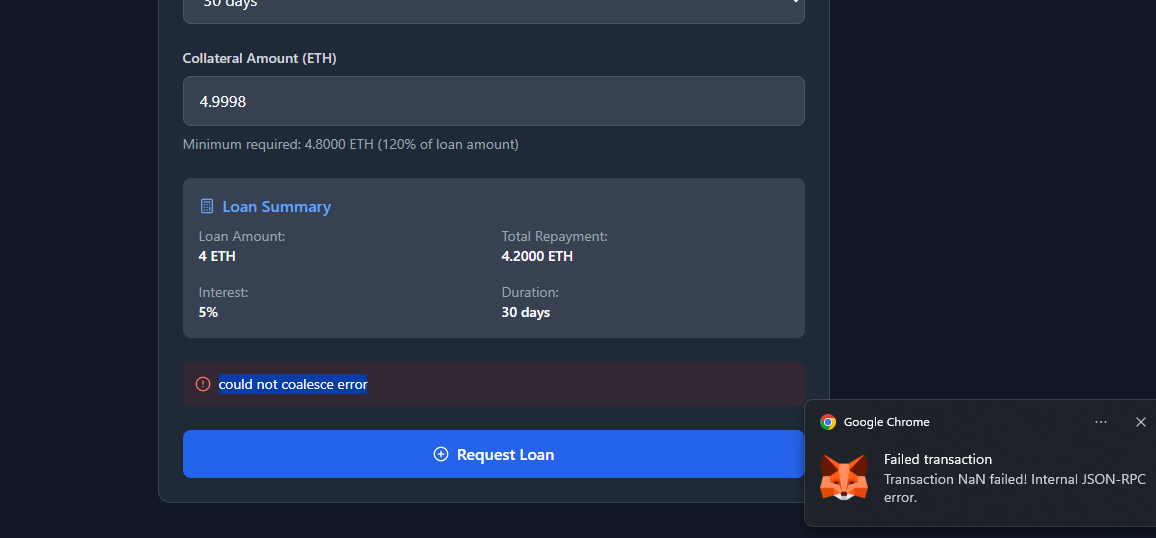 30 days
Collateral Amount (ETH)
4.9998
Minimum required: 4.8000 ETH (120% of loan amount)
Loan Summary
Loan Amount:
4 ETH
Total Repayment:
4.2000 ETH
Interest:
5%
Duration:
30 days
could not coalesce error
Request Loan
Google Chrome
Failed transaction
Transaction NaN failed! Internal JSON-RPC
error.